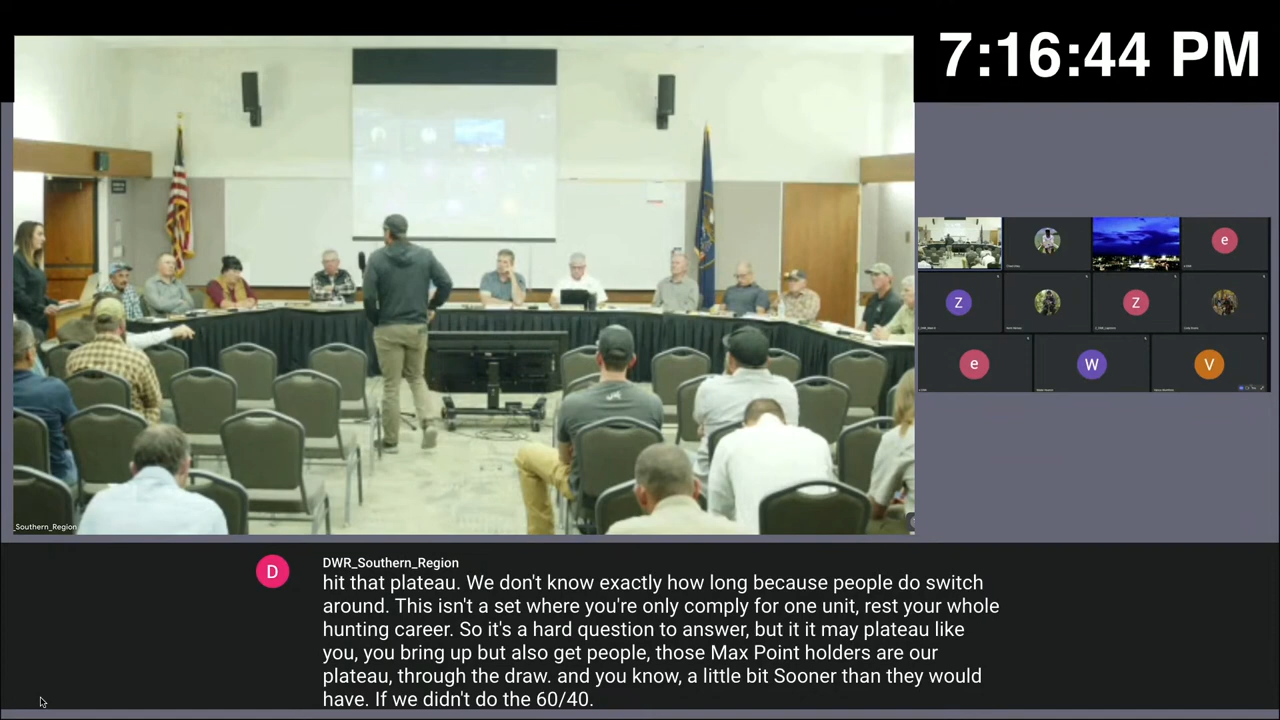 7:16:44 PM
e
Z
Z
e
W
V
_Southern_Region
D
DWR_Southern_Region
hit that plateau. We don't know exactly how long because people do switch
around. This isn't a set where you're only comply for one unit, rest your whole
hunting career. So it's a hard question to answer, but it it may plateau like
you, you bring up but also get people, those Max Point holders are our
plateau, through the draw. and you know, a little bit Sooner than they would
have. If we didn't do the 60/40.